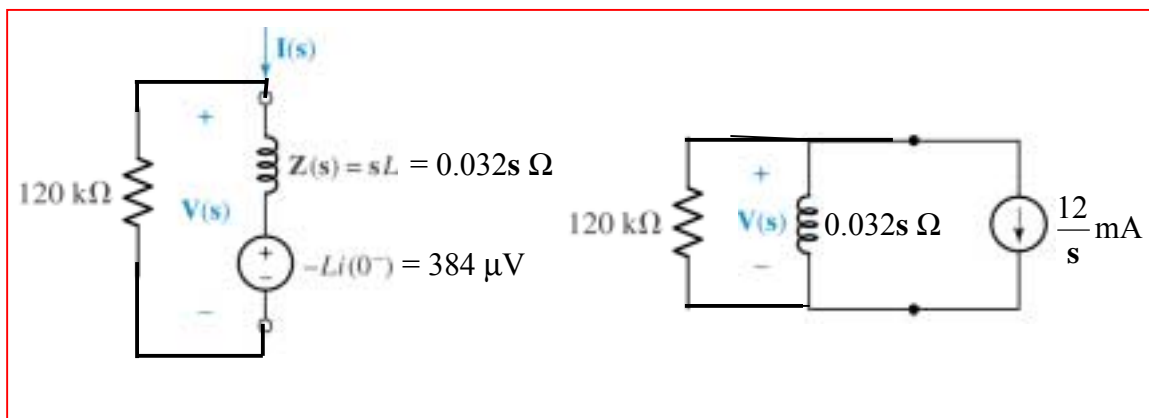 I(s)
+
Z(s) = sL = 0.032s Ω
120 kΩ
V(s)
+
−
−Li(0⁻) = 384 μV
−
+
120 kΩ
V(s)
0.032s Ω
12/s mA
−